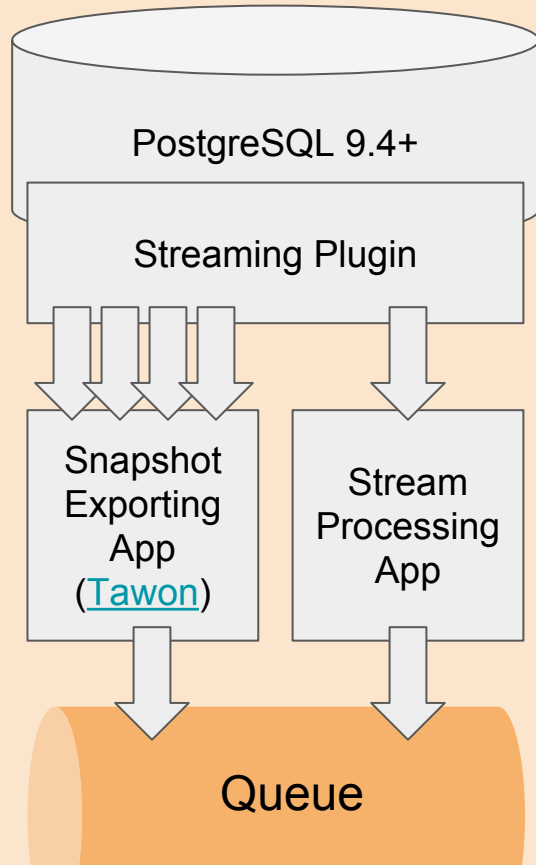 PostgreSQL 9.4+
Streaming Plugin
Snapshot
Exporting
App
(Tawon)
Stream
Processing
App
Queue